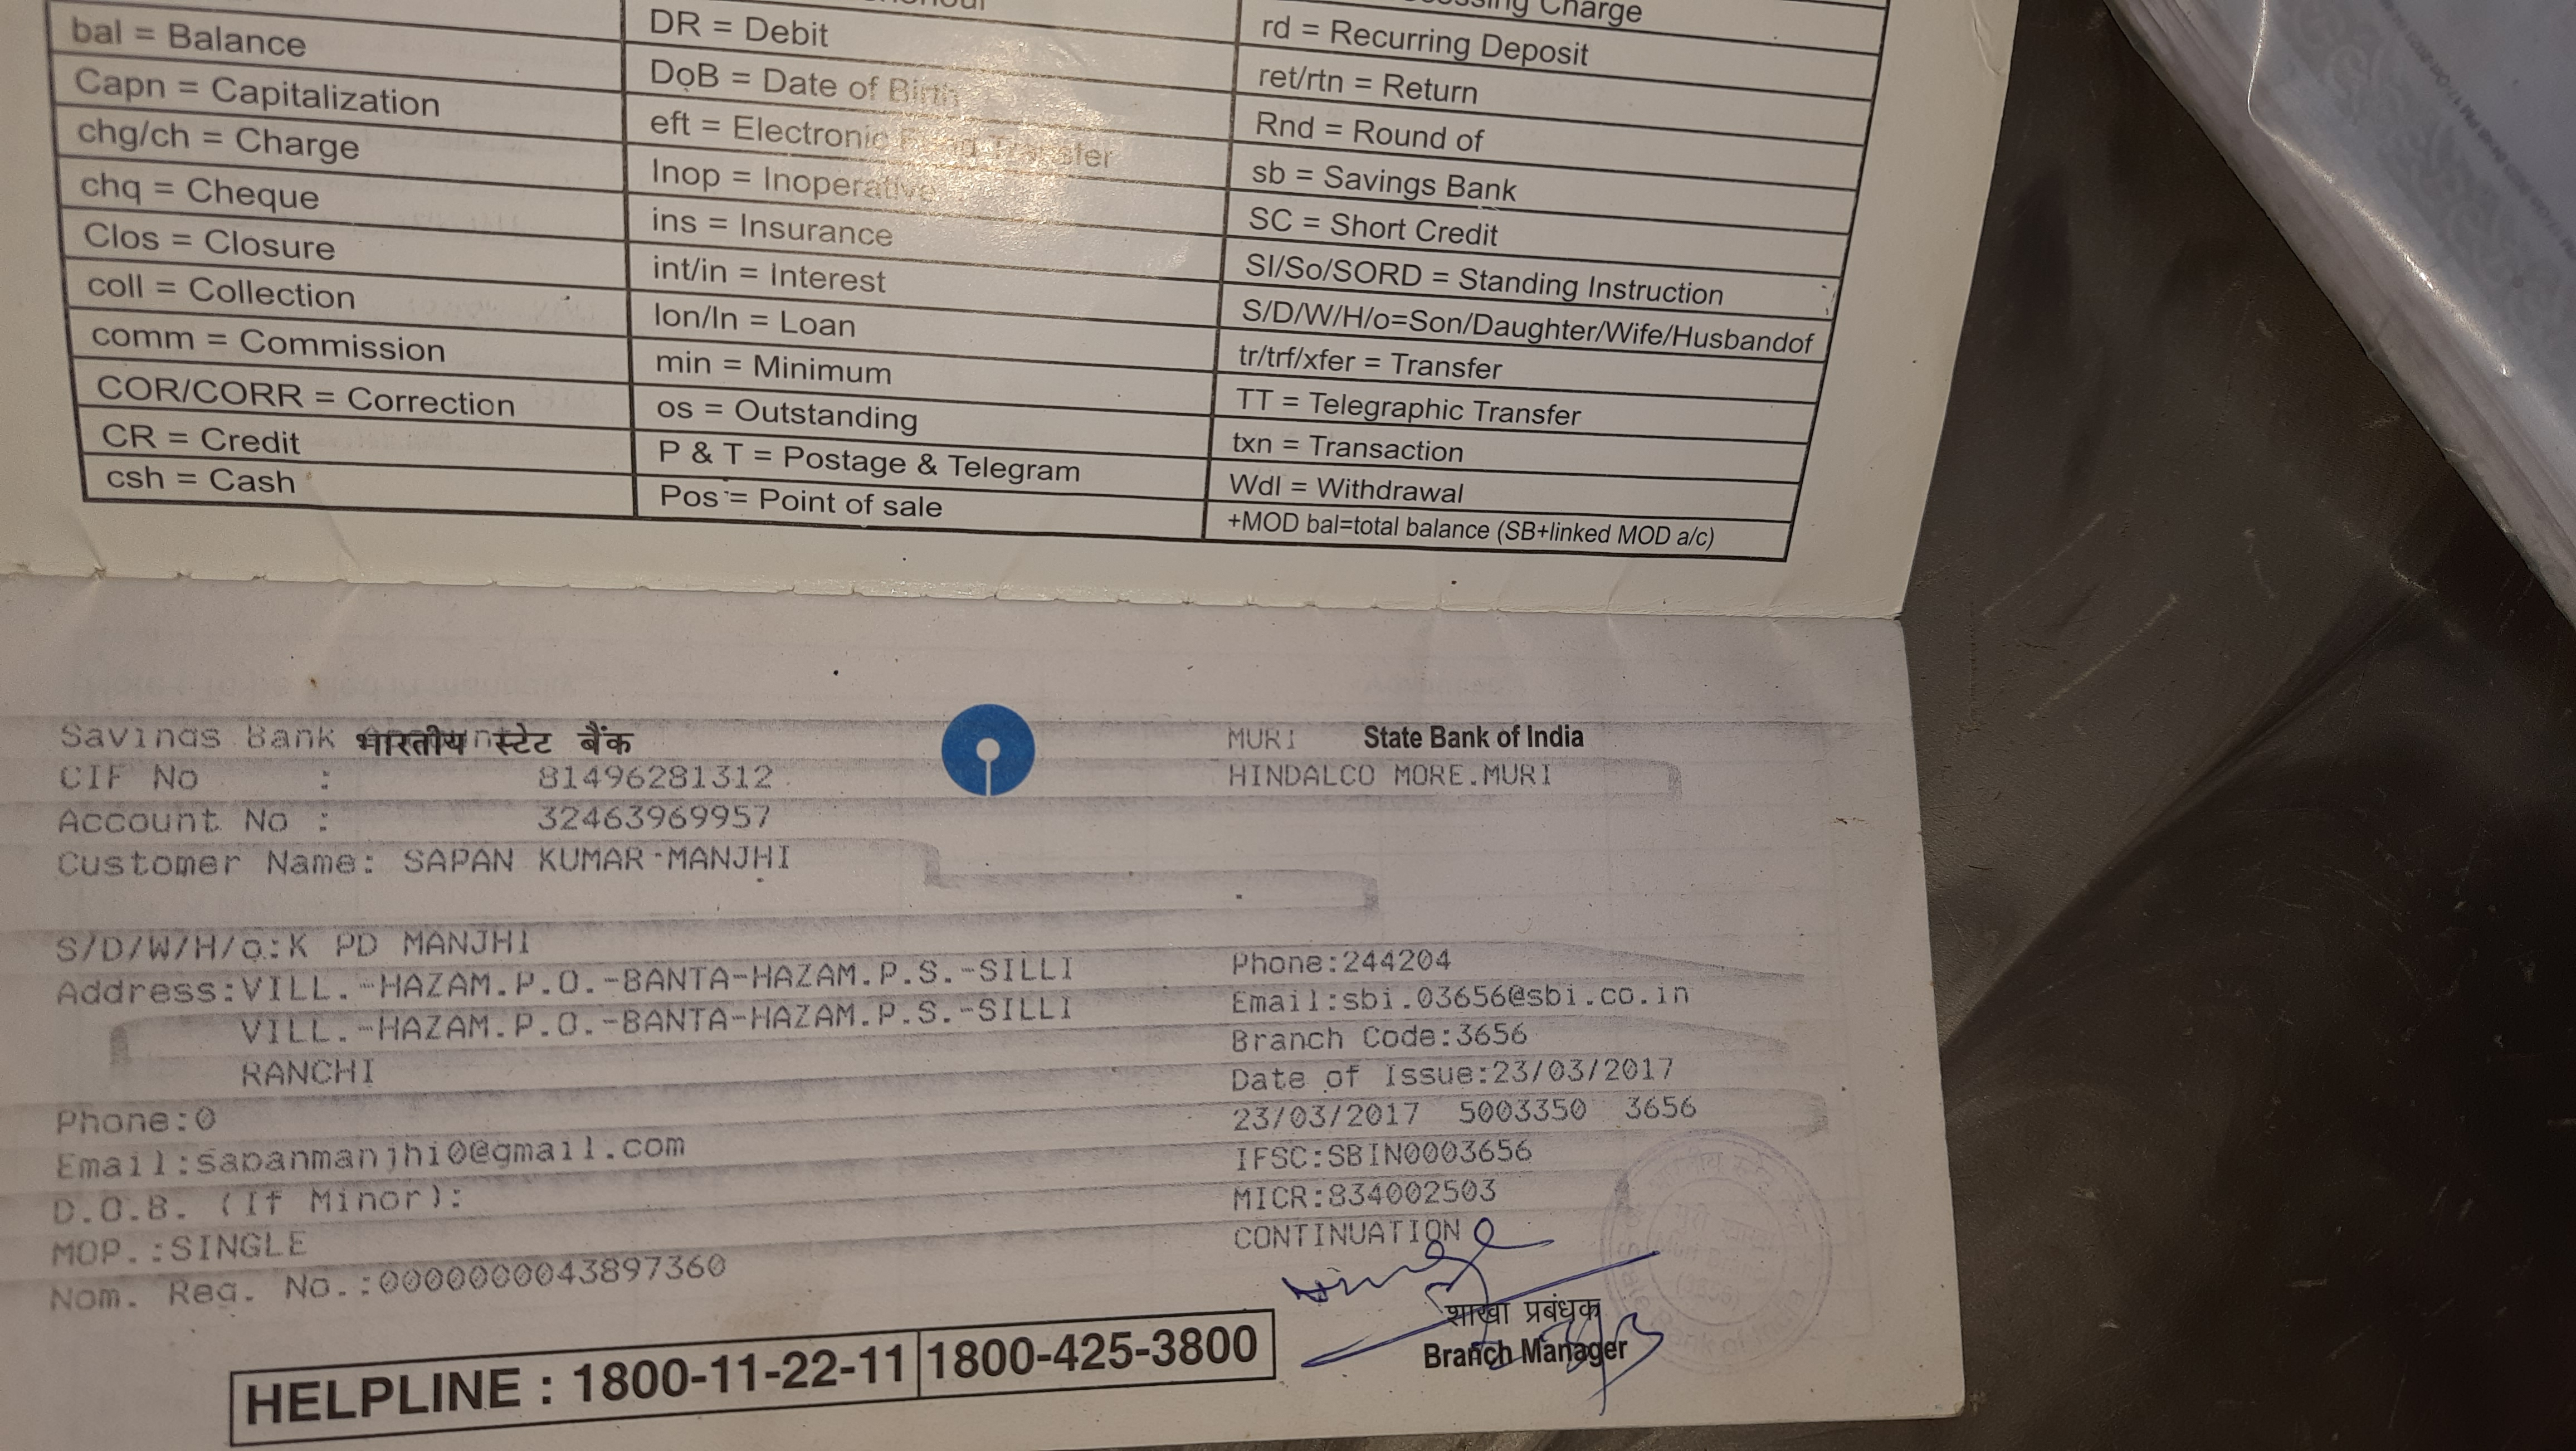 Charge
bal = Balance
DR = Debit
rd = Recurring Deposit
Capn = Capitalization
DoB = Date of Birth
ret/rtn = Return
chg/ch = Charge
eft = Electronic Fund Transfer
Rnd = Round of
chq = Cheque
Inop = Inoperative
sb = Savings Bank
Clos = Closure
ins = Insurance
SC = Short Credit
coll = Collection
int/in = Interest
SI/So/SORD = Standing Instruction
comm = Commission
lon/ln = Loan
S/D/W/H/o=Son/Daughter/Wife/Husbandof
COR/CORR = Correction
min = Minimum
tr/trf/xfer = Transfer
CR = Credit
os = Outstanding
TT = Telegraphic Transfer
csh = Cash
P & T = Postage & Telegram
txn = Transaction
Pos = Point of sale
Wdl = Withdrawal
+MOD bal=total balance (SB+linked MOD a/c)
Savings Bank Account
भारतीय स्टेट बैंक
MURI State Bank of India
CIF No : 81496281312
HINDALCO MORE.MURI
Account No : 32463969957
Customer Name: SAPAN KUMAR MANJHI
S/D/W/H/o:K PD MANJHI
Address:VILL.-HAZAM.P.O.-BANTA-HAZAM.P.S.-SILLI
VILL.-HAZAM.P.O.-BANTA-HAZAM.P.S.-SILLI
RANCHI
Phone:0
Email:sapanmanjhi0@gmail.com
D.O.B. (If Minor):
MOP.:SINGLE
Nom. Reg. No.:0000000043897360
Phone:244204
Email:sbi.03656@sbi.co.in
Branch Code:3656
Date of Issue:23/03/2017
23/03/2017 5003350 3656
IFSC:SBIN0003656
MICR:834002503
CONTINUATION
शाखा प्रबंधक
Branch Manager
HELPLINE : 1800-11-22-11 1800-425-3800